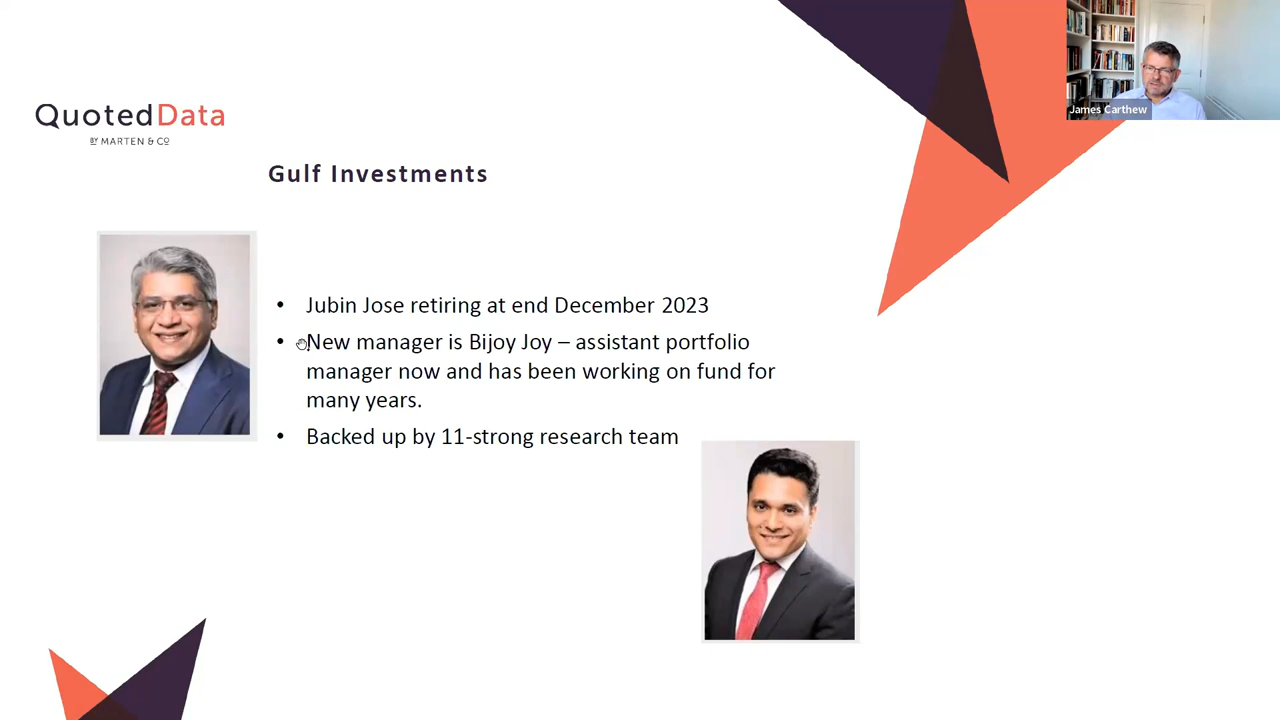 James Carthew
QuotedData
BY MARTEN & CO
Gulf Investments
• Jubin Jose retiring at end December 2023
• New manager is Bijoy Joy – assistant portfolio
manager now and has been working on fund for
many years.
• Backed up by 11-strong research team